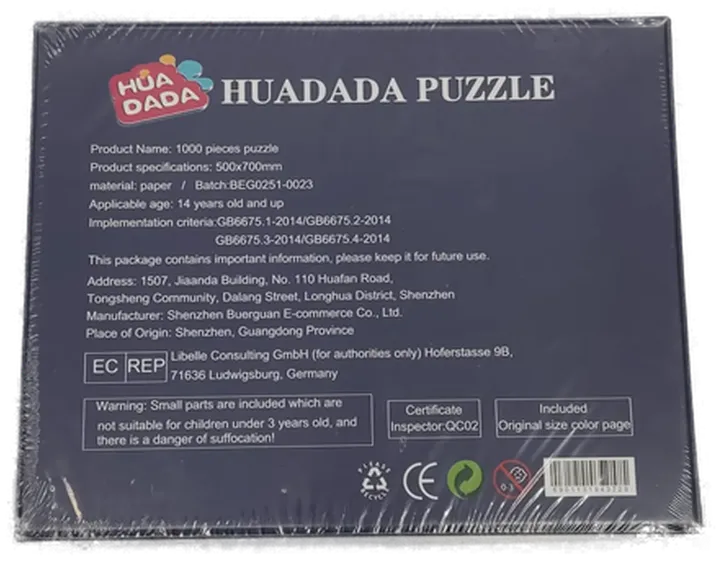 HUA
DADA
HUADADA PUZZLE
Product Name: 1000 pieces puzzle
Product specifications: 500x700mm
material: paper / Batch:BEG0251-0023
Applicable age: 14 years old and up
Implementation criteria:GB6675.1-2014/GB6675.2-2014
GB6675.3-2014/GB6675.4-2014
This package contains important information, please keep it for future use.
Address: 1507, Jiaanda Building, No. 110 Huafan Road,
Tongsheng Community, Dalang Street, Longhua District, Shenzhen
Manufacturer: Shenzhen Buerguan E-commerce Co., Ltd.
Place of Origin: Shenzhen, Guangdong Province
EC REP
Libelle Consulting GmbH (for authorities only) Hoferstasse 9B,
71636 Ludwigsburg, Germany
Warning: Small parts are included which are
not suitable for children under 3 years old, and
there is a danger of suffocation!
Certificate
Inspector:QC02
Included
Original size color page
CE
0-3